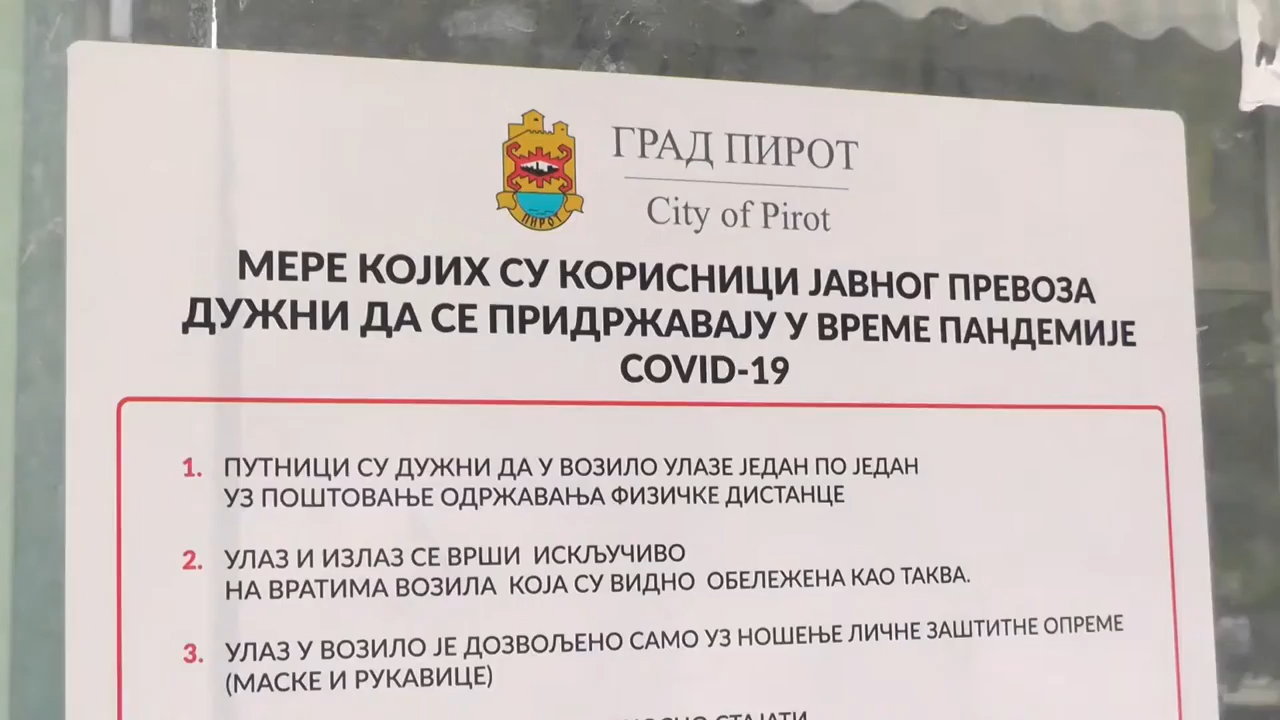 ПИРОТ
ГРАД ПИРОТ
City of Pirot
МЕРЕ КОЈИХ СУ КОРИСНИЦИ ЈАВНОГ ПРЕВОЗА
ДУЖНИ ДА СЕ ПРИДРЖАВАЈУ У ВРЕМЕ ПАНДЕМИЈЕ
COVID-19
1. ПУТНИЦИ СУ ДУЖНИ ДА У ВОЗИЛО УЛАЗЕ ЈЕДАН ПО ЈЕДАН
УЗ ПОШТОВАЊЕ ОДРЖАВАЊА ФИЗИЧКЕ ДИСТАНЦЕ
2. УЛАЗ И ИЗЛАЗ СЕ ВРШИ ИСКЉУЧИВО
НА ВРАТИМА ВОЗИЛА КОЈА СУ ВИДНО ОБЕЛЕЖЕНА КАО ТАКВА.
3. УЛАЗ У ВОЗИЛО ЈЕ ДОЗВОЉЕНО САМО УЗ НОШЕЊЕ ЛИЧНЕ ЗАШТИТНЕ ОПРЕМЕ
(МАСКЕ И РУКАВИЦЕ)
СТАЈАТИ